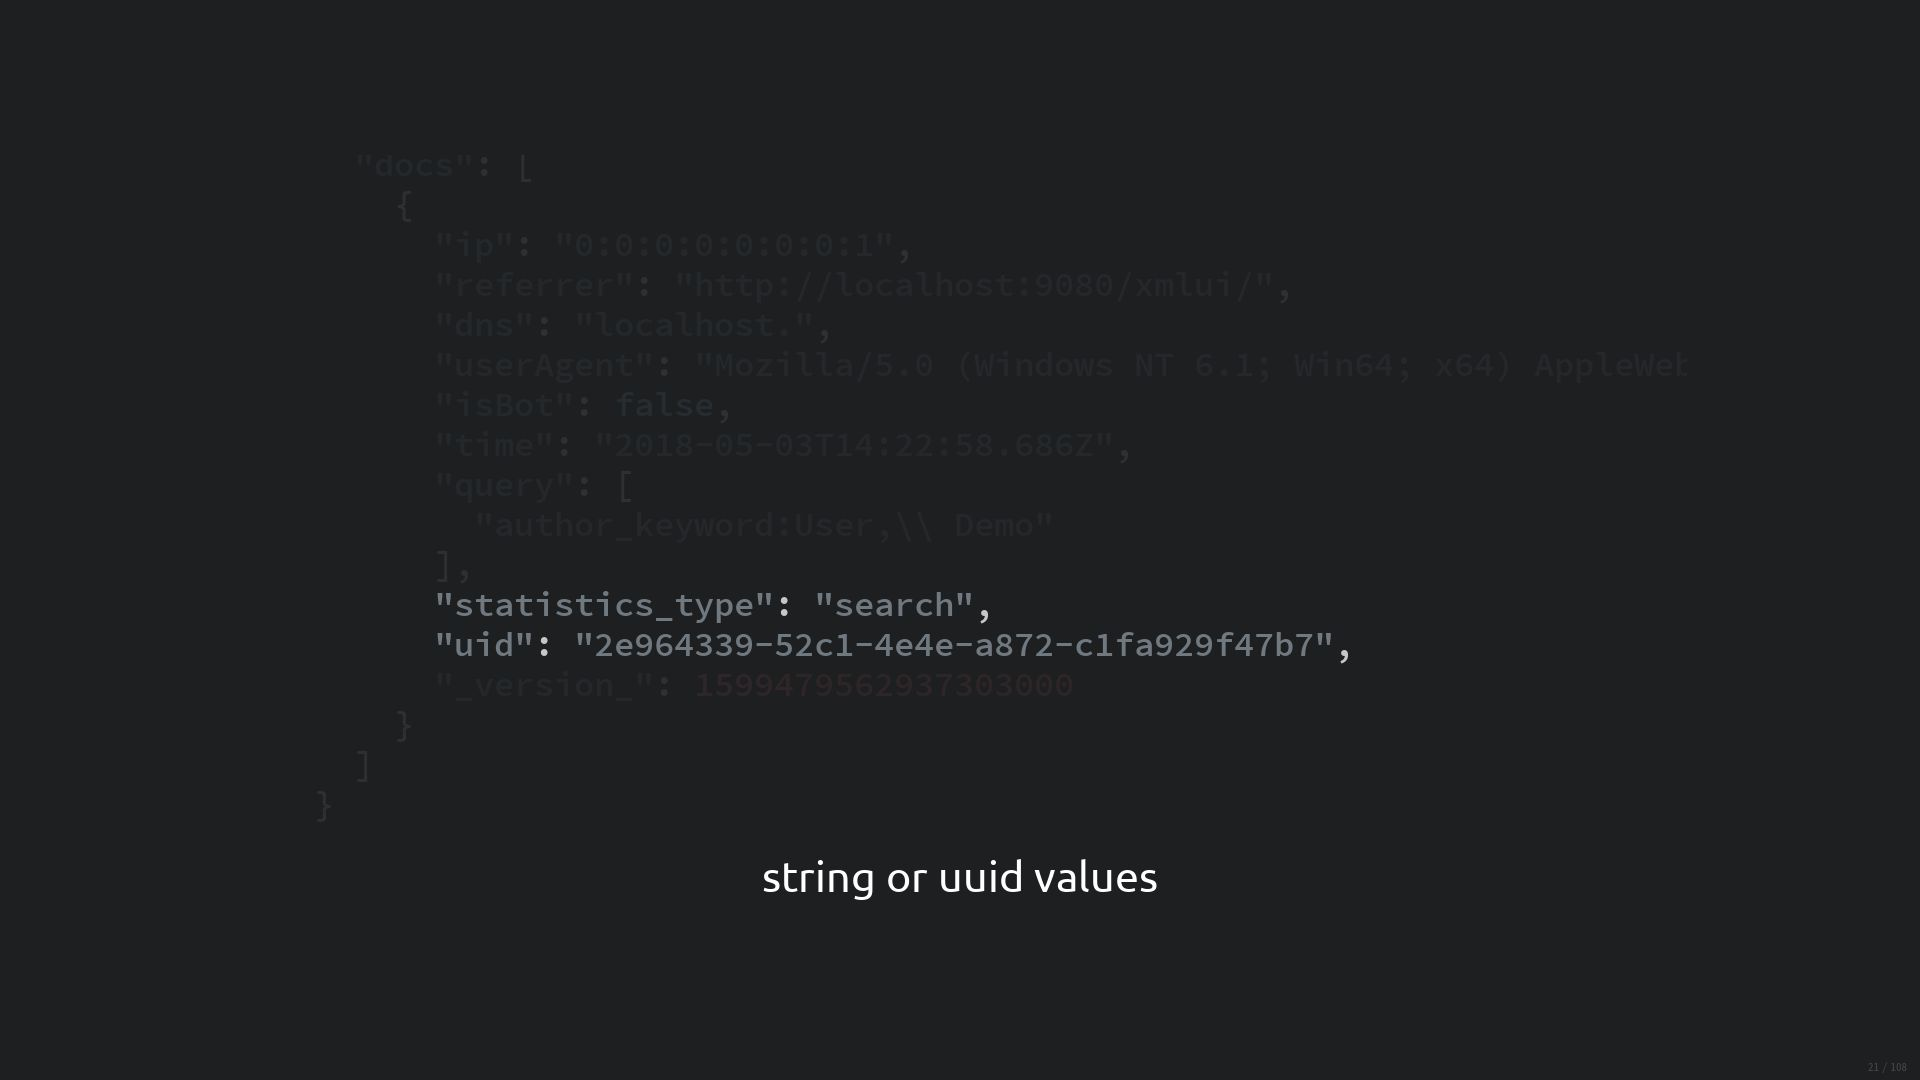 "docs": [
{
"ip": "0:0:0:0:0:0:0:1",
"referrer": "http://localhost:9080/xmlui/",
"dns": "localhost.",
"userAgent": "Mozilla/5.0 (Windows NT 6.1; Win64; x64) AppleWeb
"isBot": false,
"time": "2018-05-03T14:22:58.686Z",
"query": [
"author_keyword:User,\\ Demo"
],
"statistics_type": "search",
"uid": "2e964339-52c1-4e4e-a872-c1fa929f47b7",
"_version_": 1599479562937303000
}
]
}
string or uuid values
21 / 108